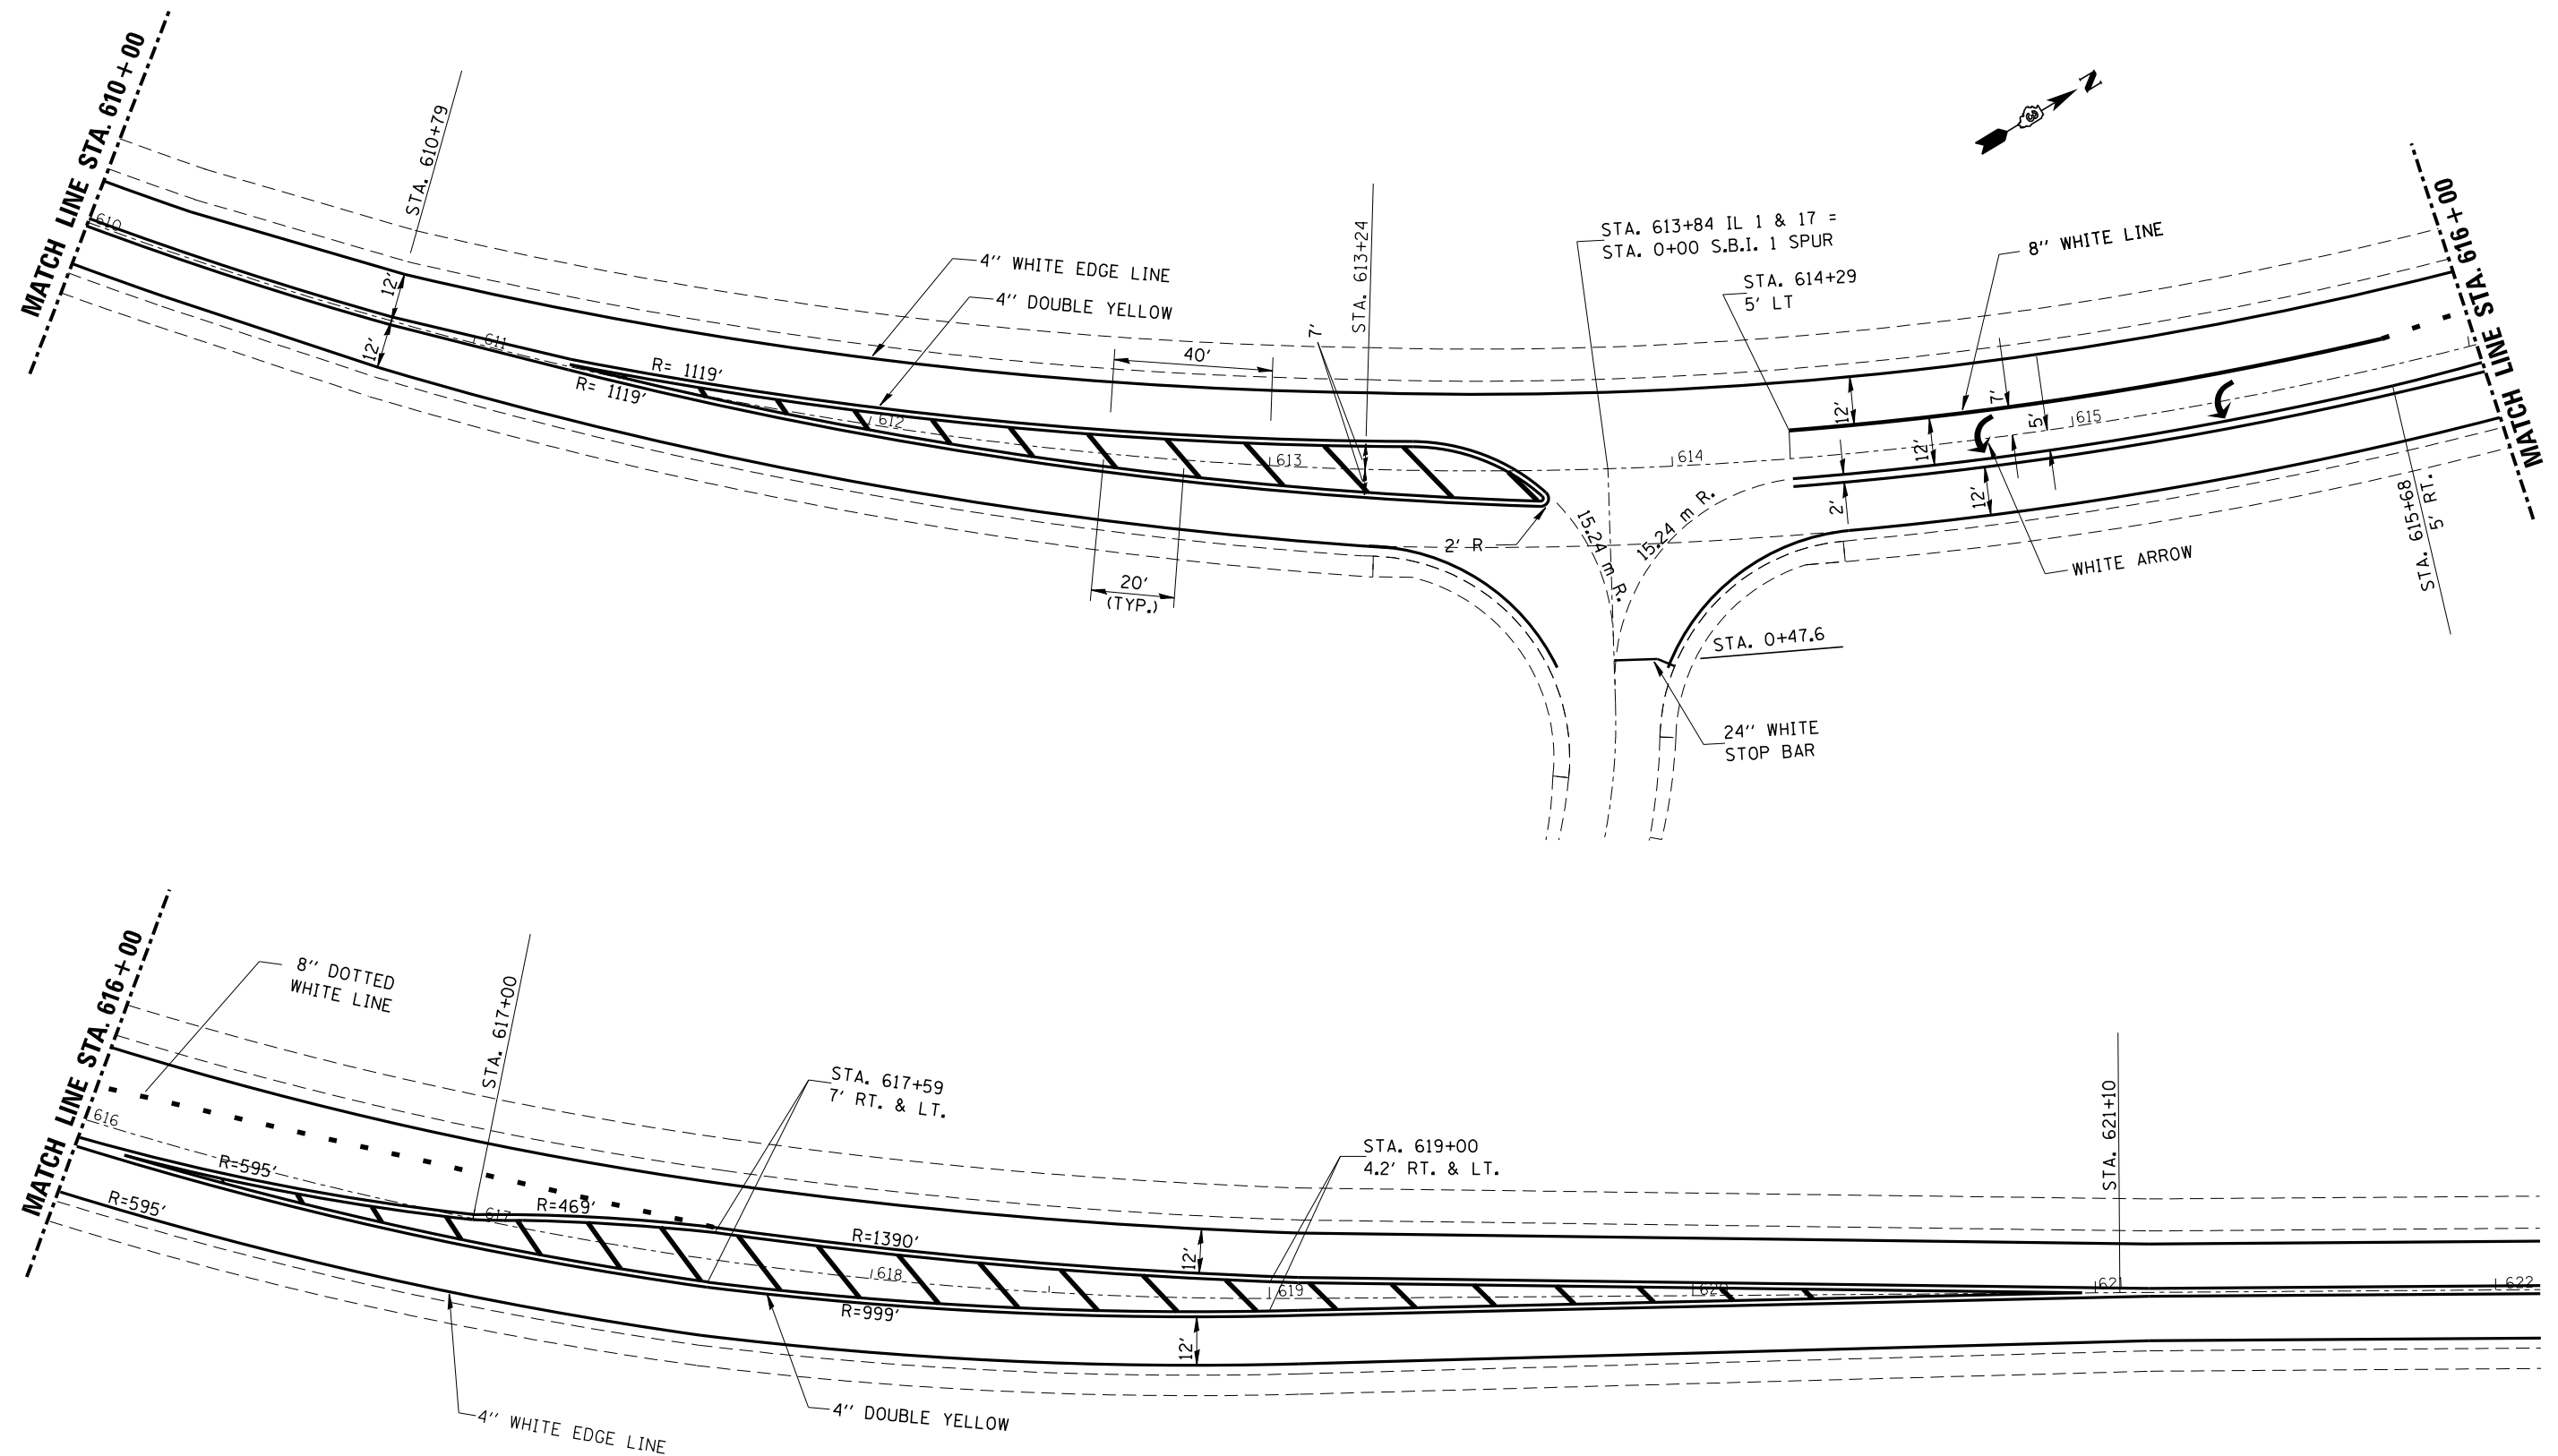 MATCH LINE STA. 610+00
610
STA. 610+79
12'
12'
611
R= 1119'
R= 1119'
4'' WHITE EDGE LINE
4'' DOUBLE YELLOW
612
40'
20'
(TYP.)
7'
STA. 613+24
613
2' R
15.24 m R.
15.24 m R.
STA. 613+84 IL 1 & 17 =
STA. 0+00 S.B.I. 1 SPUR
STA. 614+29
5' LT
614
8'' WHITE LINE
N
12'
2'
12'
7'
5'
12'
615
WHITE ARROW
STA. 0+47.6
24'' WHITE
STOP BAR
STA. 615+68
5' RT.
MATCH LINE STA. 616+00
MATCH LINE STA. 616+00
616
8'' DOTTED
WHITE LINE
R=595'
R=595'
STA. 617+00
617
R=469'
STA. 617+59
7' RT. & LT.
R=1390'
618
R=999'
12'
12'
STA. 619+00
4.2' RT. & LT.
619
620
STA. 621+10
621
622
4'' WHITE EDGE LINE
4'' DOUBLE YELLOW